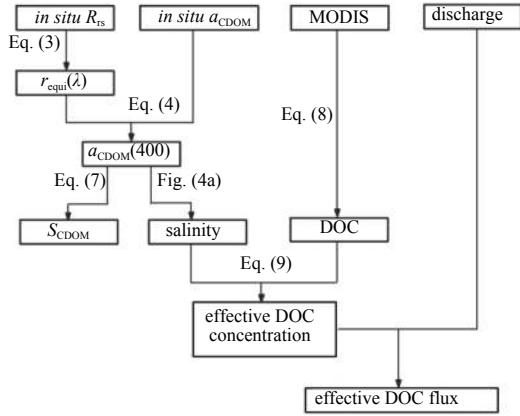 in situ Rrs
in situ aCDOM
MODIS
discharge
Eq. (3)
requi(λ)
Eq. (4)
Eq. (8)
aCDOM(400)
Eq. (7)
Fig. (4a)
SCDOM
salinity
DOC
Eq. (9)
effective DOC
concentration
effective DOC flux